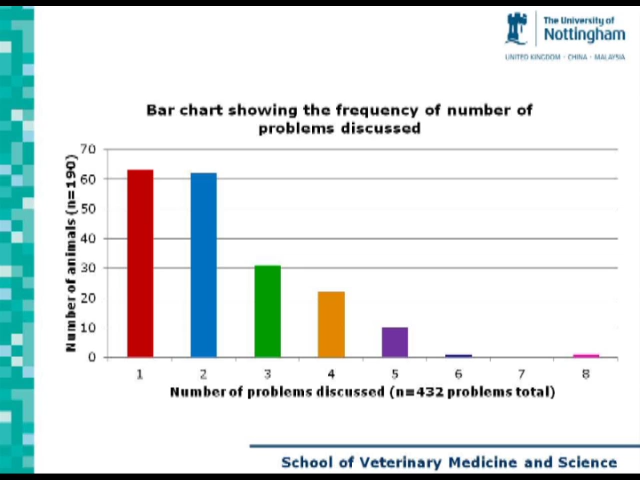 The University of
Nottingham
UNITED KINGDOM · CHINA · MALAYSIA
Bar chart showing the frequency of number of
problems discussed
Number of animals (n=190)
70
60
50
40
30
20
10
0
1 2 3 4 5 6 7 8
Number of problems discussed (n=432 problems total)
School of Veterinary Medicine and Science